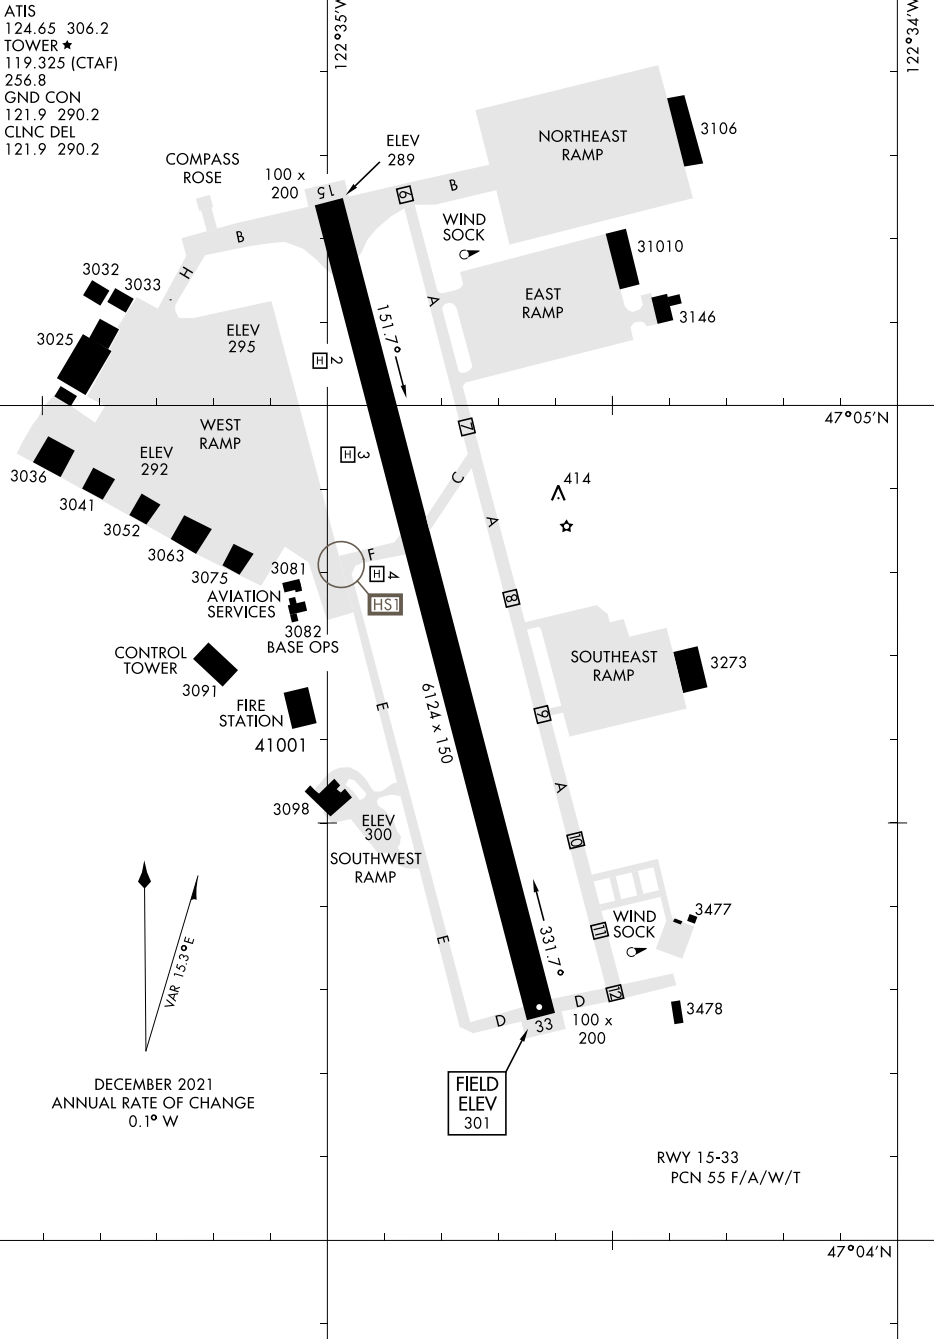 ATIS
124.65 306.2
TOWER ★
119.325 (CTAF)
256.8
GND CON
121.9 290.2
CLNC DEL
121.9 290.2
122°35'W
122°34'W
COMPASS
ROSE
100 x
200
15
ELEV
289
B
6
NORTHEAST
RAMP
3106
B
H
WIND
SOCK
31010
3032
3033
A
EAST
RAMP
3146
3025
ELEV
295
151.7°
H 2
47°05'N
WEST
RAMP
7
ELEV
292
H 3
3036
3041
3052
3063
3075
C
414
A
F
H 4
HS1
3081
AVIATION
SERVICES
3082
BASE OPS
8
CONTROL
TOWER
3091
SOUTHEAST
RAMP
3273
FIRE
STATION
41001
E
6124 x 150
9
A
3098
ELEV
300
SOUTHWEST
RAMP
10
VAR 15.3°E
E
331.7°
11
WIND
SOCK
3477
12
D
33
D
100 x
200
3478
FIELD
ELEV
301
DECEMBER 2021
ANNUAL RATE OF CHANGE
0.1° W
RWY 15-33
PCN 55 F/A/W/T
47°04'N